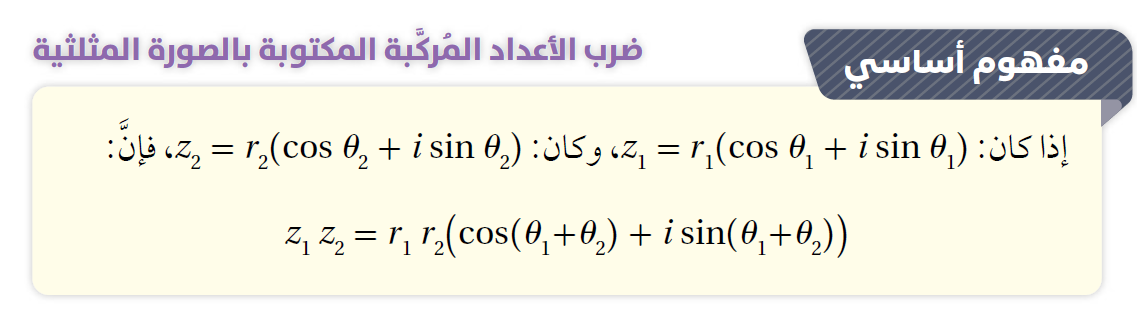 مفهوم أساسي
ضرب الأعداد المُركَّبة المكتوبة بالصورة المثلثية
إذا كان: z₁ = r₁(cos θ₁ + i sin θ₁)، وكان: z₂ = r₂(cos θ₂ + i sin θ₂)، فإنَّ:
z₁ z₂ = r₁ r₂(cos(θ₁+θ₂) + i sin(θ₁+θ₂))